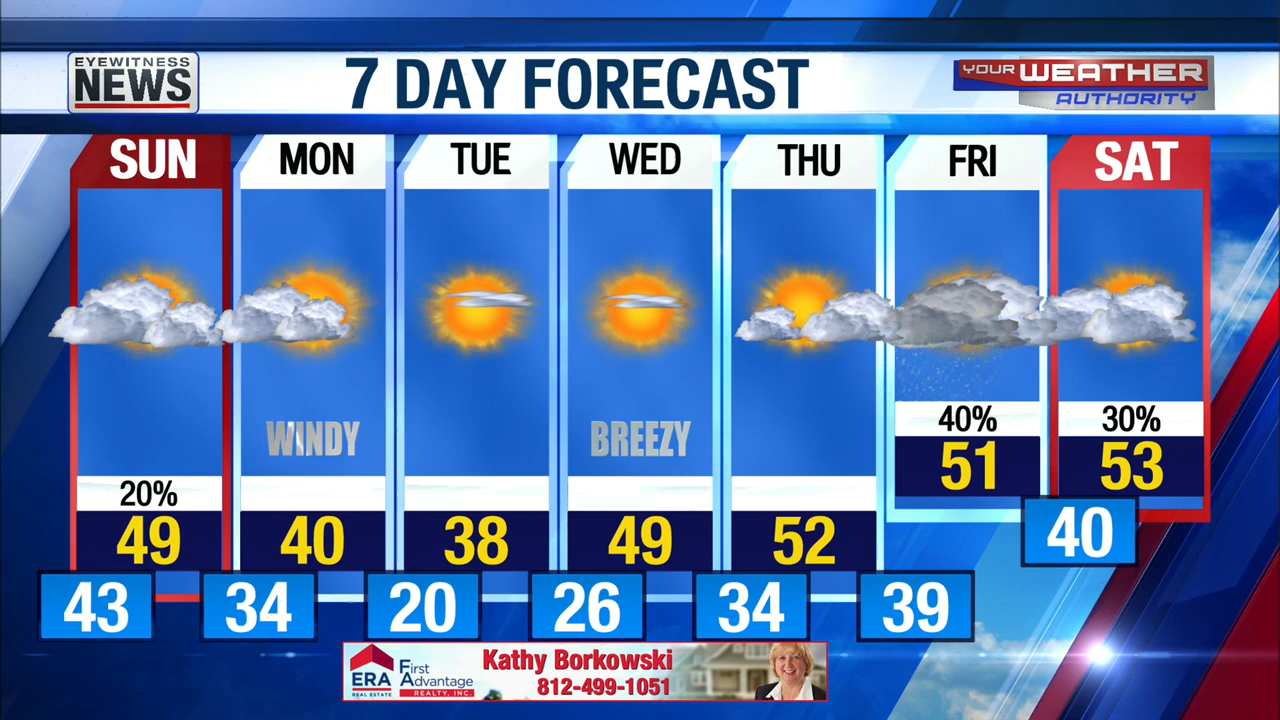 EYEWITNESS
NEWS
7 DAY FORECAST
YOUR WEATHER
AUTHORITY
SUN
MON
TUE
WED
THU
FRI
SAT
WINDY
BREEZY
20%
40%
30%
49
40
38
49
52
51
53
43
34
20
26
34
39
40
ERA
REAL ESTATE
First
Advantage
REALTY, INC.
Kathy Borkowski
812-499-1051